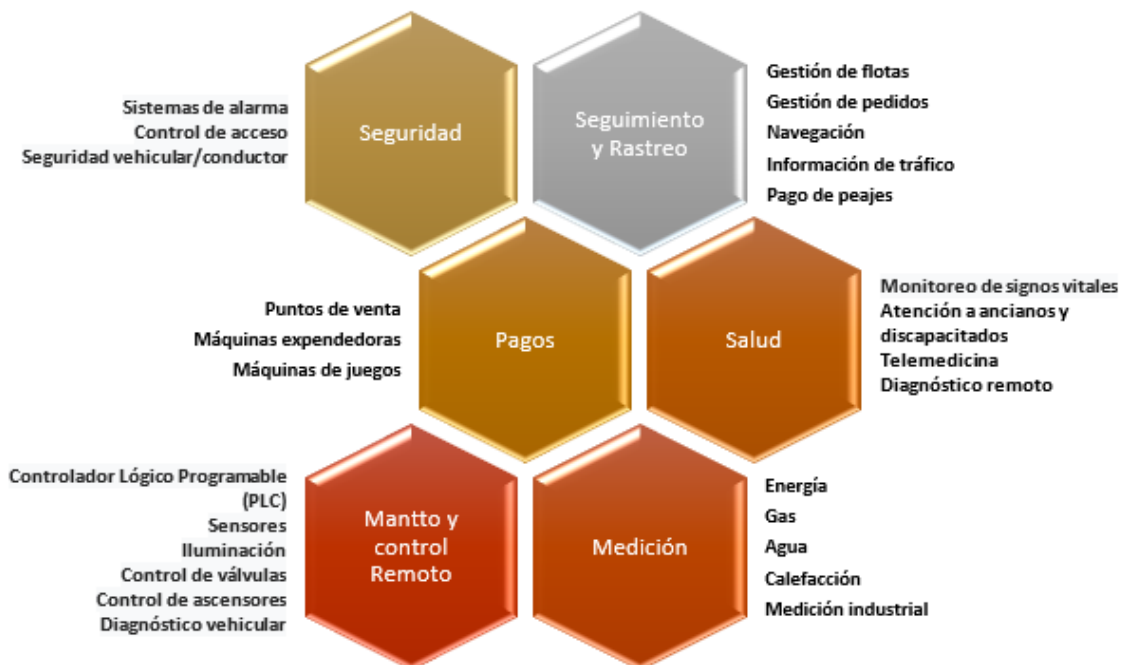 Sistemas de alarma
Control de acceso
Seguridad vehicular/conductor
Seguridad
Seguimiento
y Rastreo
Gestión de flotas
Gestión de pedidos
Navegación
Información de tráfico
Pago de peajes
Puntos de venta
Máquinas expendedoras
Máquinas de juegos
Pagos
Salud
Monitoreo de signos vitales
Atención a ancianos y
discapacitados
Telemedicina
Diagnóstico remoto
Controlador Lógico Programable
(PLC)
Sensores
Iluminación
Control de válvulas
Control de ascensores
Diagnóstico vehicular
Mantto y
control
Remoto
Medición
Energía
Gas
Agua
Calefacción
Medición industrial